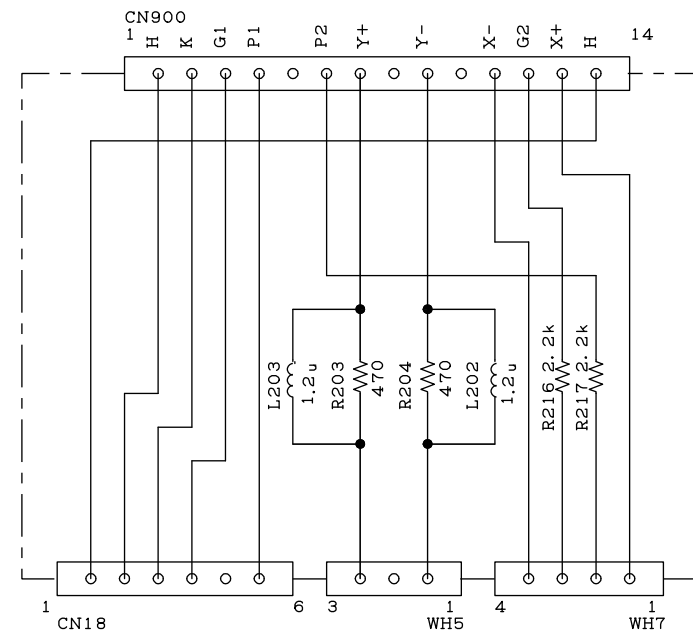 CN900
1 H K G1 P1 P2 Y+ Y- X- G2 X+ H 14
L203 1.2u R203 470 R204 470 L202 1.2u R216 2.2k R217 2.2k
1 6 3 1 4 1
CN18 WH5 WH7